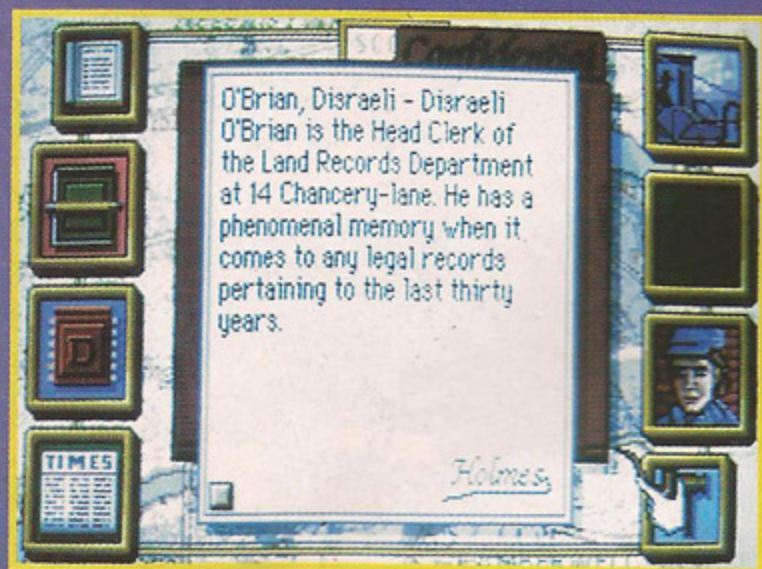 Confidential
O'Brian, Disraeli - Disraeli
O'Brian is the Head Clerk of
the Land Records Department
at 14 Chancery-lane. He has a
phenomenal memory when it
comes to any legal records
pertaining to the last thirty
years.
Holmes
D
TIMES